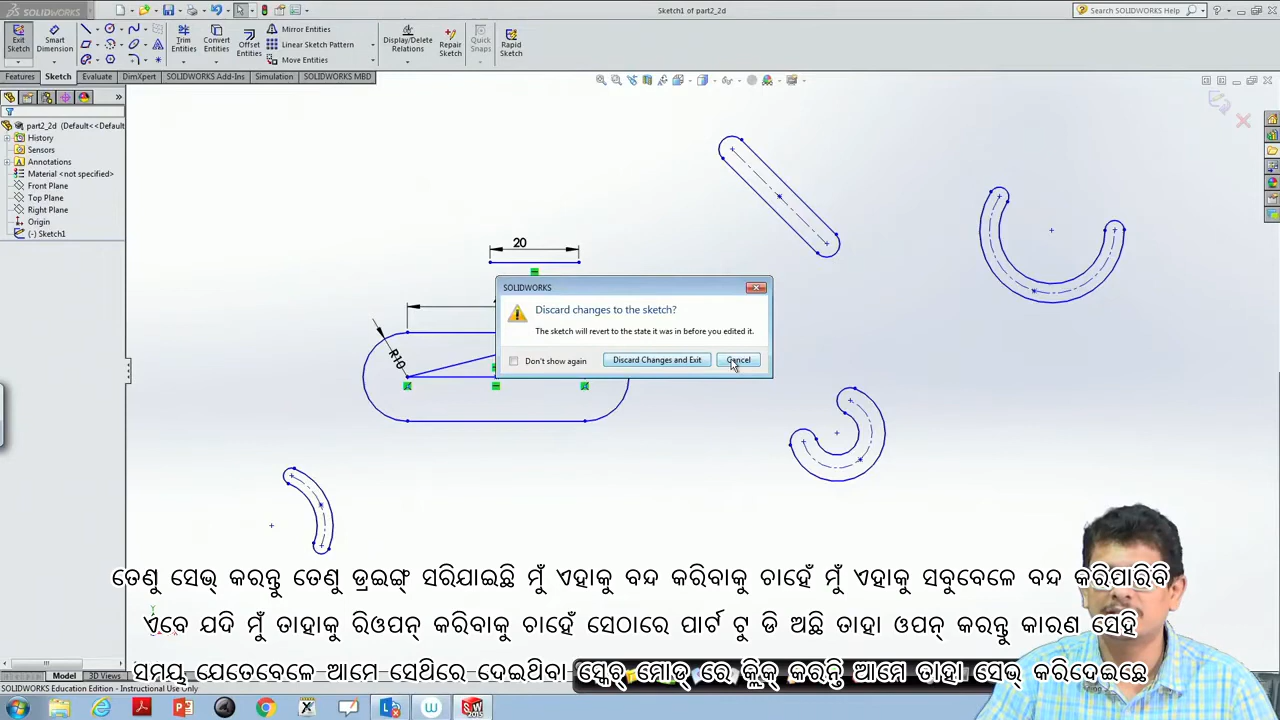 Sketch1 of part2_2d
Search SOLIDWORKS Help
Exit Sketch
Smart Dimension
Trim Entities
Convert Entities
Offset Entities
Mirror Entities
Linear Sketch Pattern
Move Entities
Display/Delete Relations
Repair Sketch
Quick Snaps
Rapid Sketch
Features Sketch Evaluate DimXpert SOLIDWORKS Add-Ins Simulation SOLIDWORKS MBD
part2_2d (Default<<Default
History
Sensors
Annotations
Material <not specified>
Front Plane
Top Plane
Right Plane
Origin
(-) Sketch1
20
R10
SOLIDWORKS
Discard changes to the sketch?
The sketch will revert to the state it was in before you edited it.
Don't show again
Discard Changes and Exit
Cancel
ତେଣୁ ସେଭ୍ କରନ୍ତୁ ତେଣୁ ଡ୍ରଇଙ୍ଗ୍ ସରିଯାଇଛି ମୁଁ ଏହାକୁ ବନ୍ଦ କରିବାକୁ ଚାହେଁ ମୁଁ ଏହାକୁ ସବୁବେଳେ ବନ୍ଦ କରିପାରିବି
ଏବେ ଯଦି ମୁଁ ତାହାକୁ ରିଓପନ୍ କରିବାକୁ ଚାହେଁ ସେଠାରେ ପାର୍ଟ ଟୁ ଡି ଅଛି ତାହା ଓପନ୍ କରନ୍ତୁ କାରଣ ସେହି
ସମୟ ଯେତେବେଳେ ଆମେ ସେଥିରେ ଦେଇଥିବା ସ୍କେଚ୍ ମୋଡ୍ ରେ କ୍ଲିକ୍ କରନ୍ତି ଆମେ ତାହା ସେଭ୍ କରିଦେଇଛେ
Model 3D Views
SOLIDWORKS Education Edition - Instructional Use Only